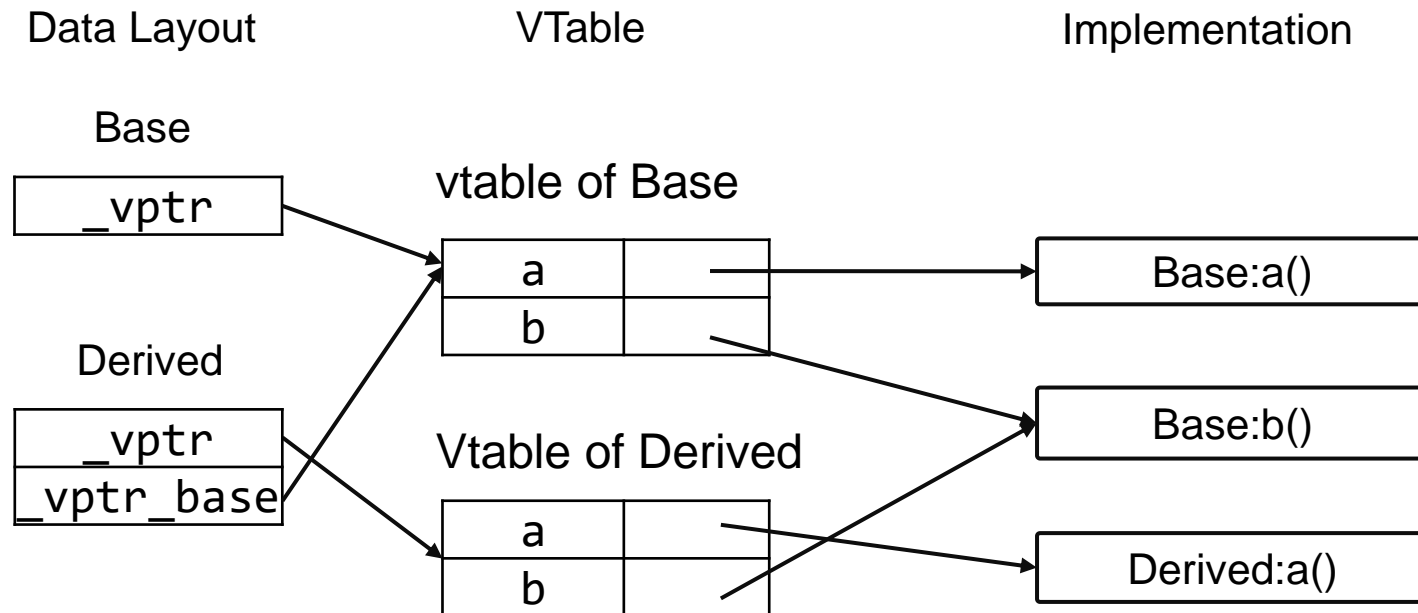 Data Layout
VTable
Implementation
Base
_vptr
vtable of Base
a
b
Base:a()
Derived
_vptr
_vptr_base
Vtable of Derived
a
b
Base:b()
Derived:a()